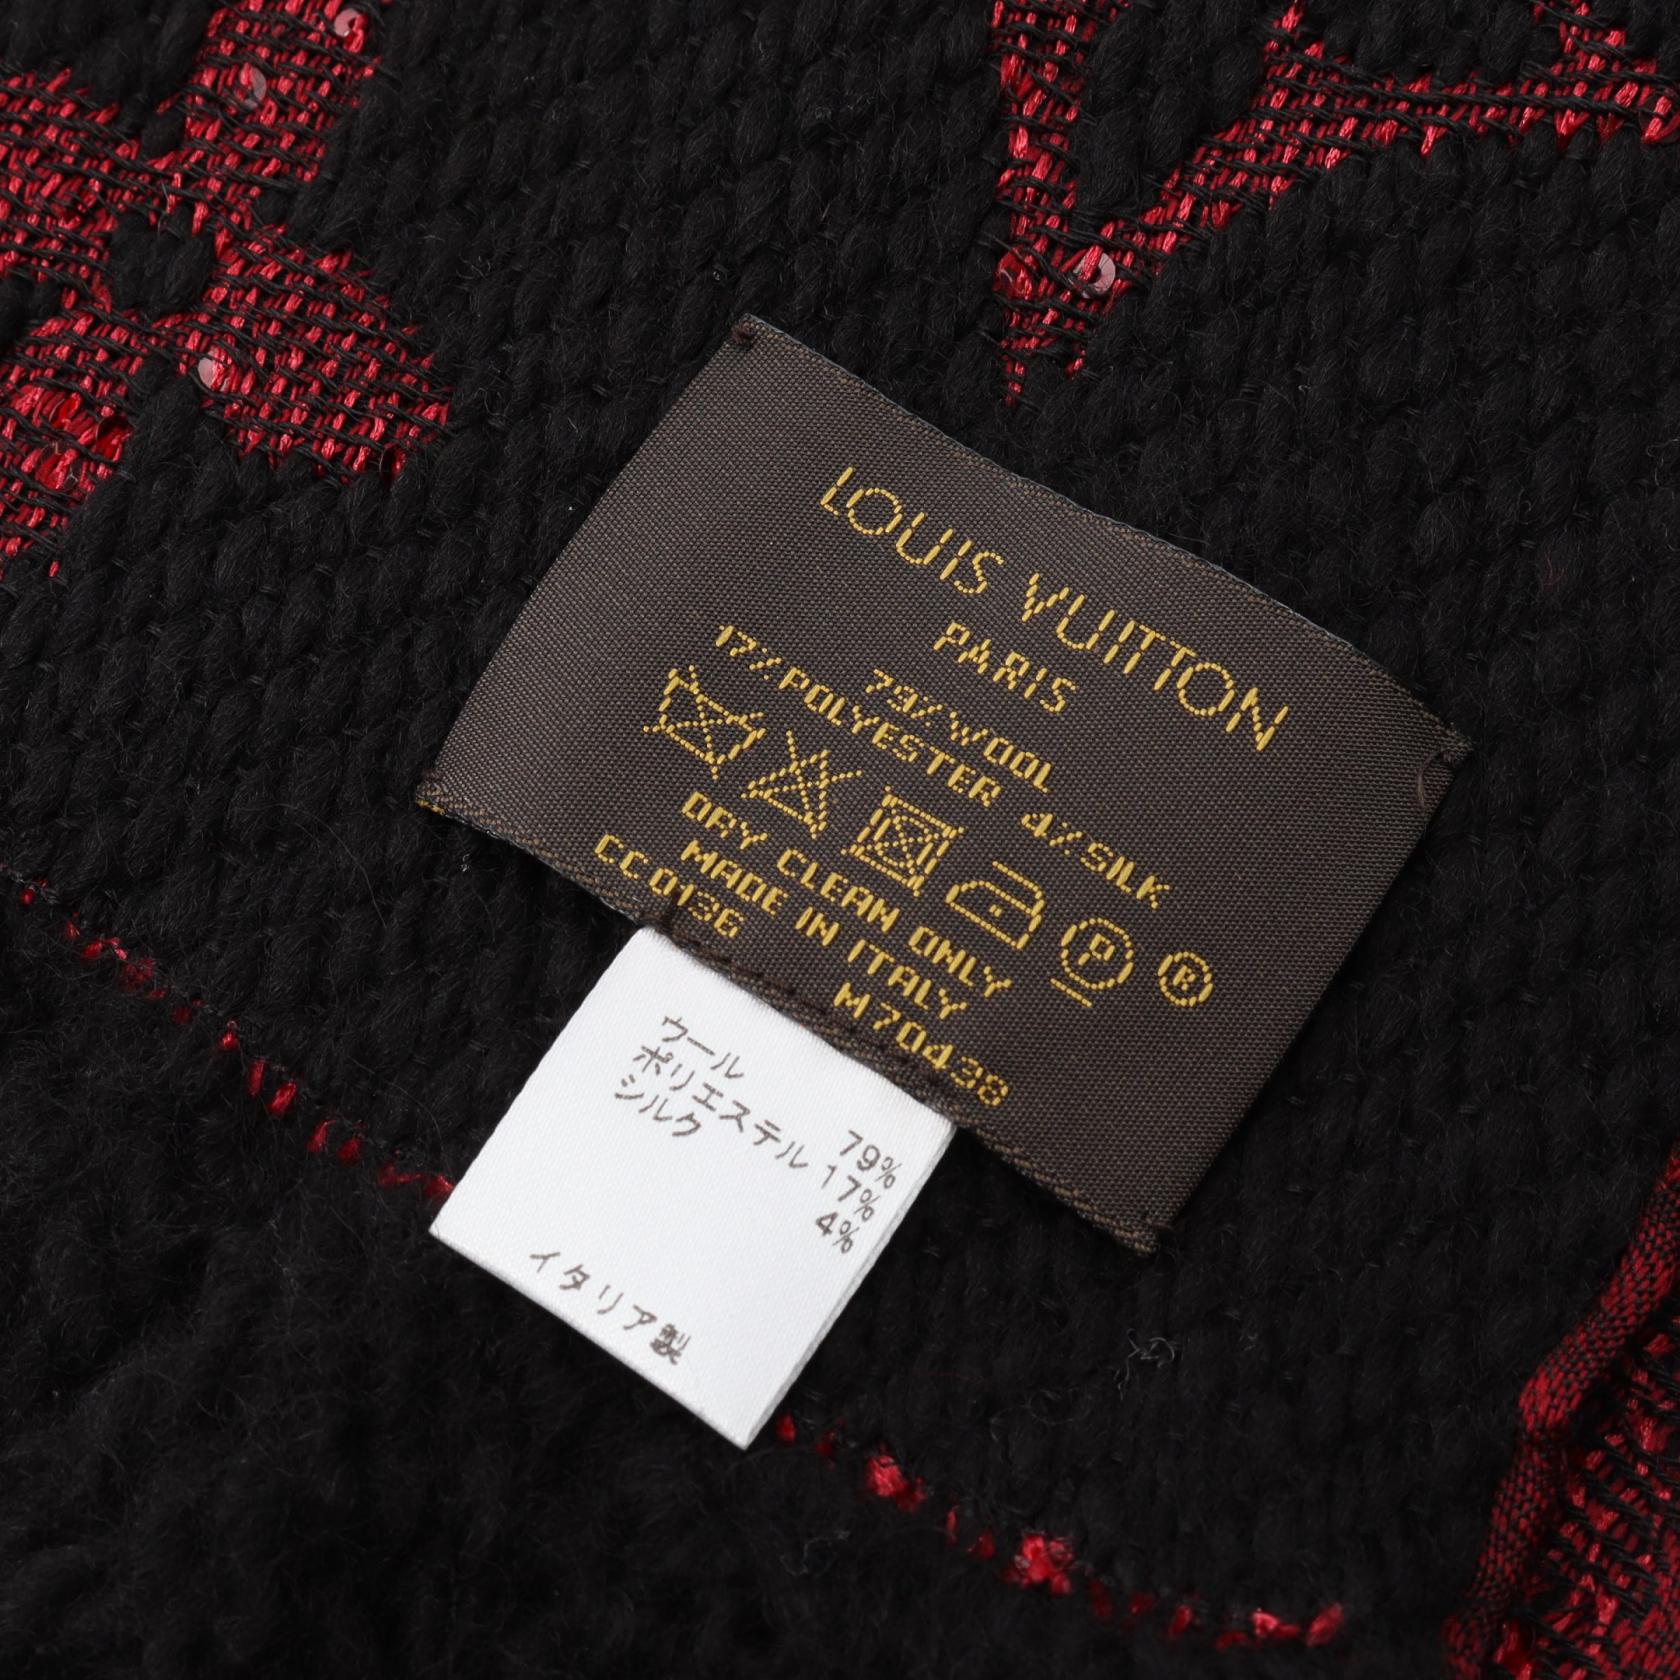 LOUIS VUITTON
PARIS
79%WOOL
17%POLYESTER 4%SILK
P ®
DRY CLEAN ONLY
MADE IN ITALY
CC0136 M70438
ウール 79%
ポリエステル 17%
シルク 4%
イタリア製